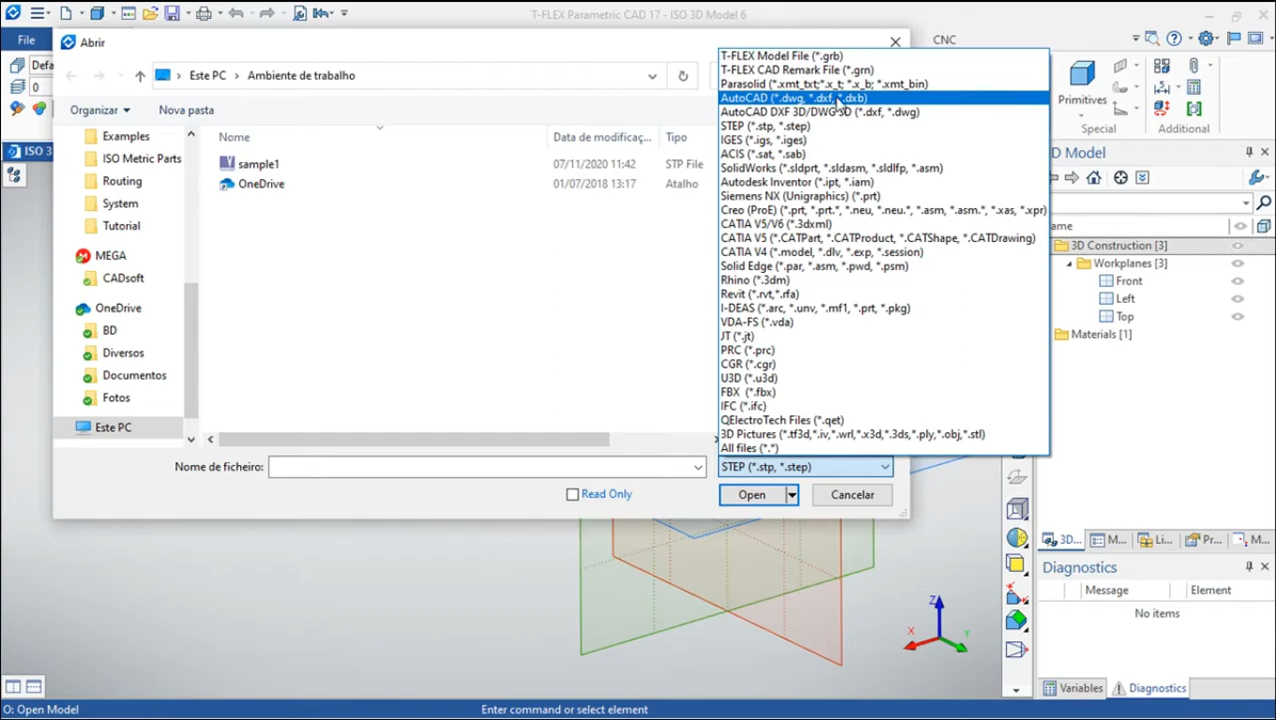 T-FLEX Parametric CAD 17 - ISO 3D Model 6
File
Defa
0
CNC
Primitives
Special
Additional
ISO 3
D Model
ame
3D Construction [3]
Workplanes [3]
Front
Left
Top
Materials [1]
Abrir
Este PC
Ambiente de trabalho
Organizar
Nova pasta
Examples
ISO Metric Parts
Routing
System
Tutorial
MEGA
CADsoft
OneDrive
BD
Diversos
Documentos
Fotos
Este PC
Nome
Data de modificaç...
Tipo
sample1
07/11/2020 11:42
STP File
OneDrive
01/07/2018 13:17
Atalho
T-FLEX Model File (*.grb)
T-FLEX CAD Remark File (*.grn)
Parasolid (*.xmt_txt;*.x_t; *.x_b; *.xmt_bin)
AutoCAD (*.dwg, *.dxf, *.dxb)
AutoCAD DXF 3D/DWG 3D (*.dxf, *.dwg)
STEP (*.stp, *.step)
IGES (*.igs, *.iges)
ACIS (*.sat, *.sab)
SolidWorks (*.sldprt, *.sldasm, *.sldlfp, *.asm)
Autodesk Inventor (*.ipt, *.iam)
Siemens NX (Unigraphics) (*.prt)
Creo (ProE) (*.prt, *.prt.*, *.neu, *.neu.*, *.asm, *.asm.*, *.xas, *.xpr)
CATIA V5/V6 (*.3dxml)
CATIA V5 (*.CATPart, *.CATProduct, *.CATShape, *.CATDrawing)
CATIA V4 (*.model, *.dlv, *.exp, *.session)
Solid Edge (*.par, *.asm, *.pwd, *.psm)
Rhino (*.3dm)
Revit (*.rvt,*.rfa)
I-DEAS (*.arc, *.unv, *.mf1, *.prt, *.pkg)
VDA-FS (*.vda)
JT (*.jt)
PRC (*.prc)
CGR (*.cgr)
U3D (*.u3d)
FBX (*.fbx)
IFC (*.ifc)
QElectroTech Files (*.qet)
3D Pictures (*.tf3d,*.iv,*.wrl,*.x3d,*.3ds,*.ply,*.obj,*.stl)
All files (*.*)
Nome de ficheiro:
STEP (*.stp, *.step)
Read Only
Open
Cancelar
3D...
M...
Li...
Pr...
M...
Diagnostics
Message
Element
No items
Z
X
Y
Variables
Diagnostics
O: Open Model
Enter command or select element